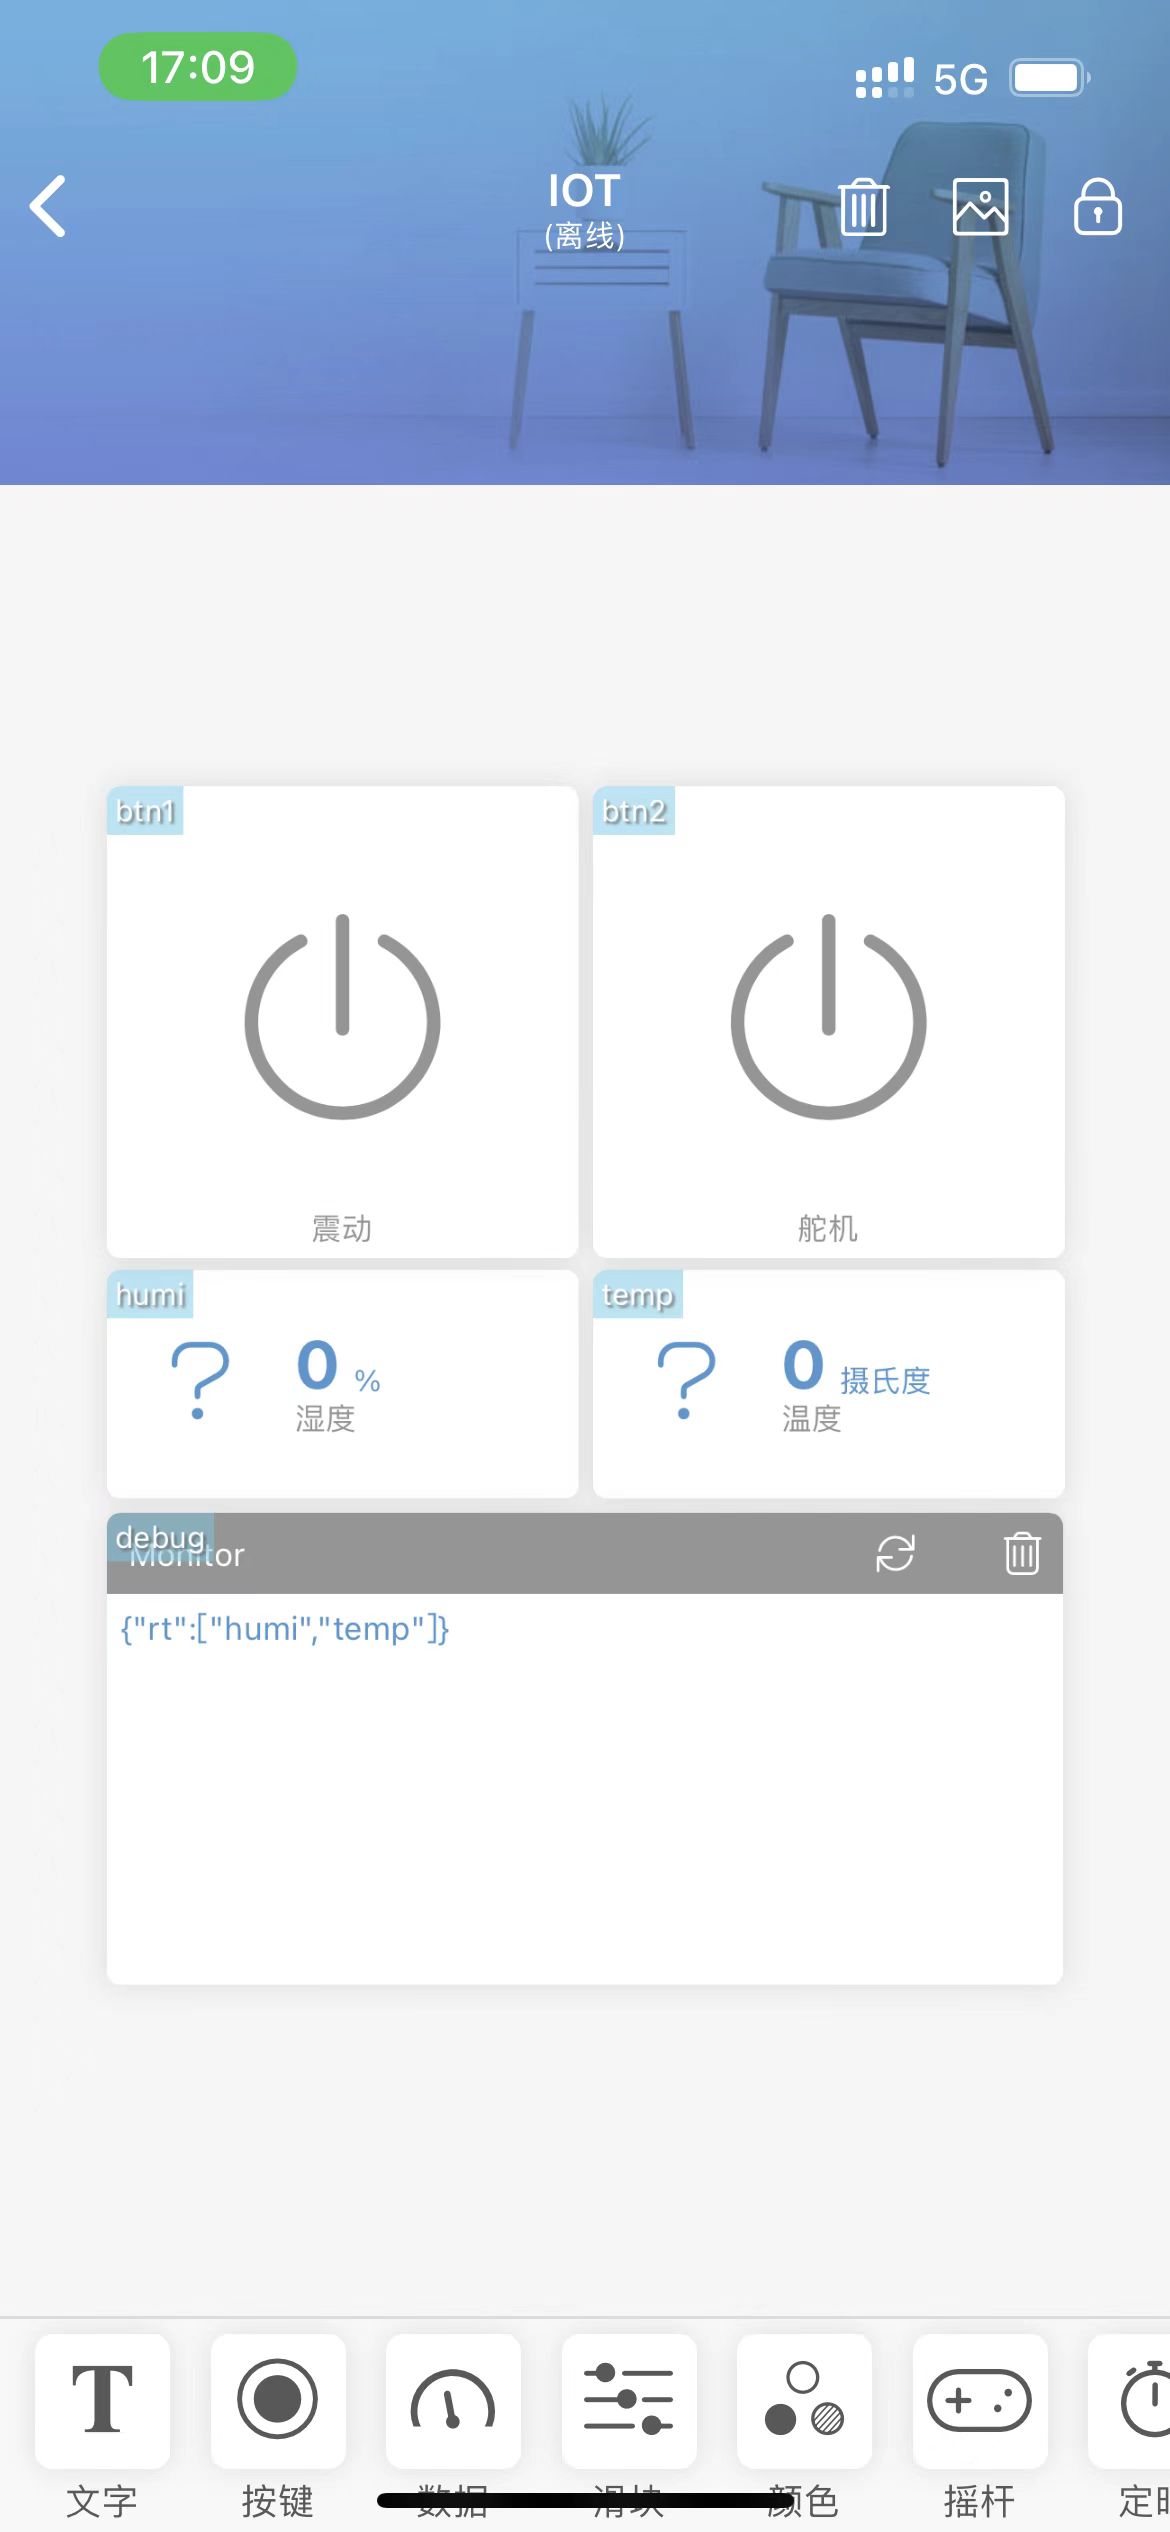 17:09
5G
IOT
(离线)
btn1
btn2
震动
舵机
humi
temp
0 %
湿度
0 摄氏度
温度
debug
Monitor
{"rt":["humi","temp"]}
T
文字
按键
数据
滑块
颜色
摇杆